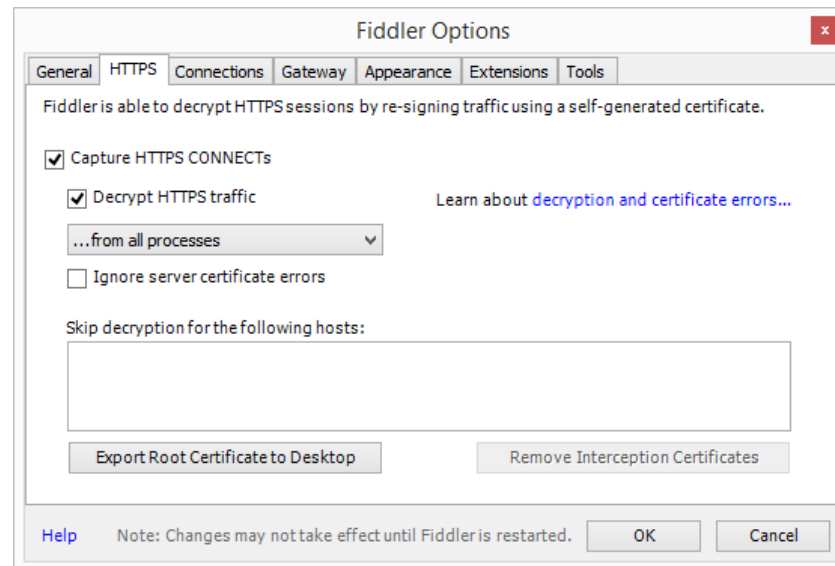 Fiddler Options
x
General HTTPS Connections Gateway Appearance Extensions Tools
Fiddler is able to decrypt HTTPS sessions by re-signing traffic using a self-generated certificate.
Capture HTTPS CONNECTs
Decrypt HTTPS traffic
Learn about decryption and certificate errors...
...from all processes
Ignore server certificate errors
Skip decryption for the following hosts:
Export Root Certificate to Desktop
Remove Interception Certificates
Help
Note: Changes may not take effect until Fiddler is restarted.
OK
Cancel